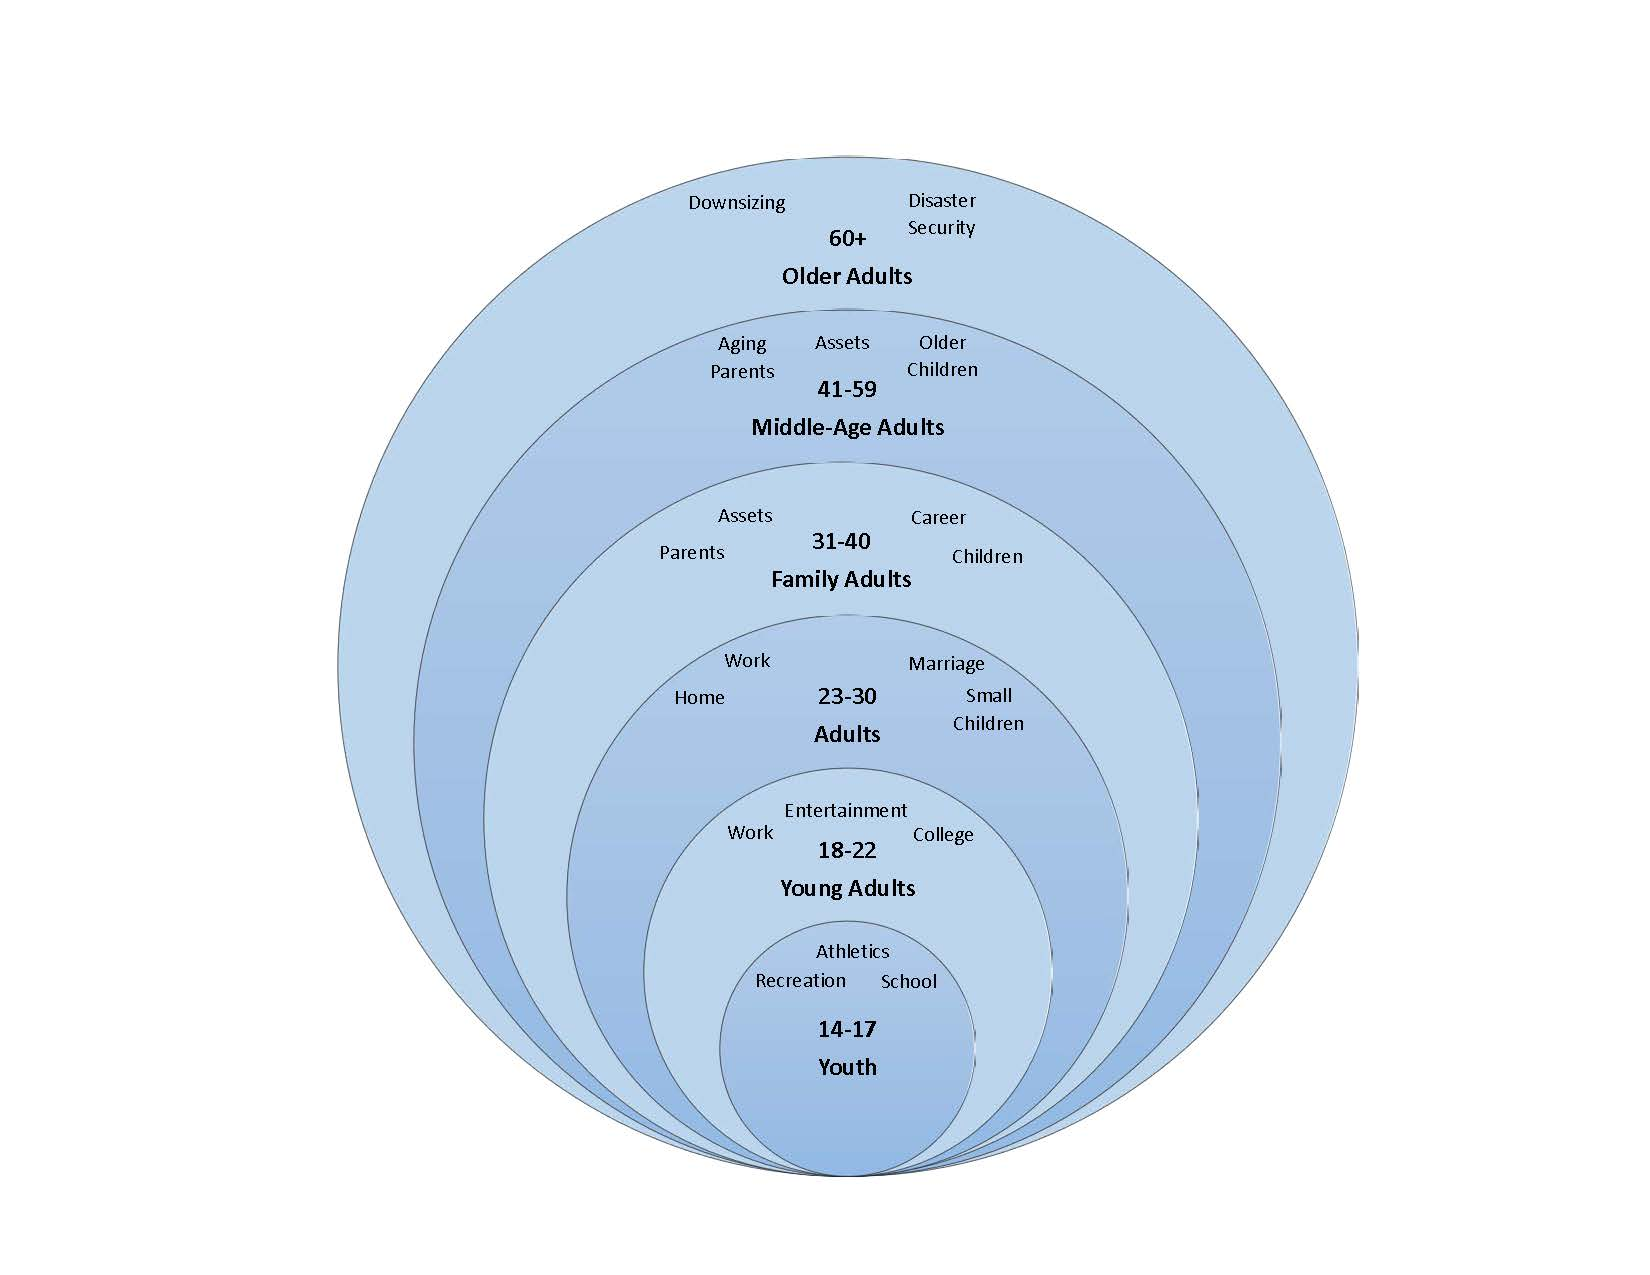 Downsizing
Disaster
Security
60+
Older Adults
Aging
Parents
Assets
Older
Children
41-59
Middle-Age Adults
Assets
Career
Parents
31-40
Children
Family Adults
Work
Marriage
Home
23-30
Small
Children
Adults
Entertainment
Work
College
18-22
Young Adults
Athletics
Recreation
School
14-17
Youth